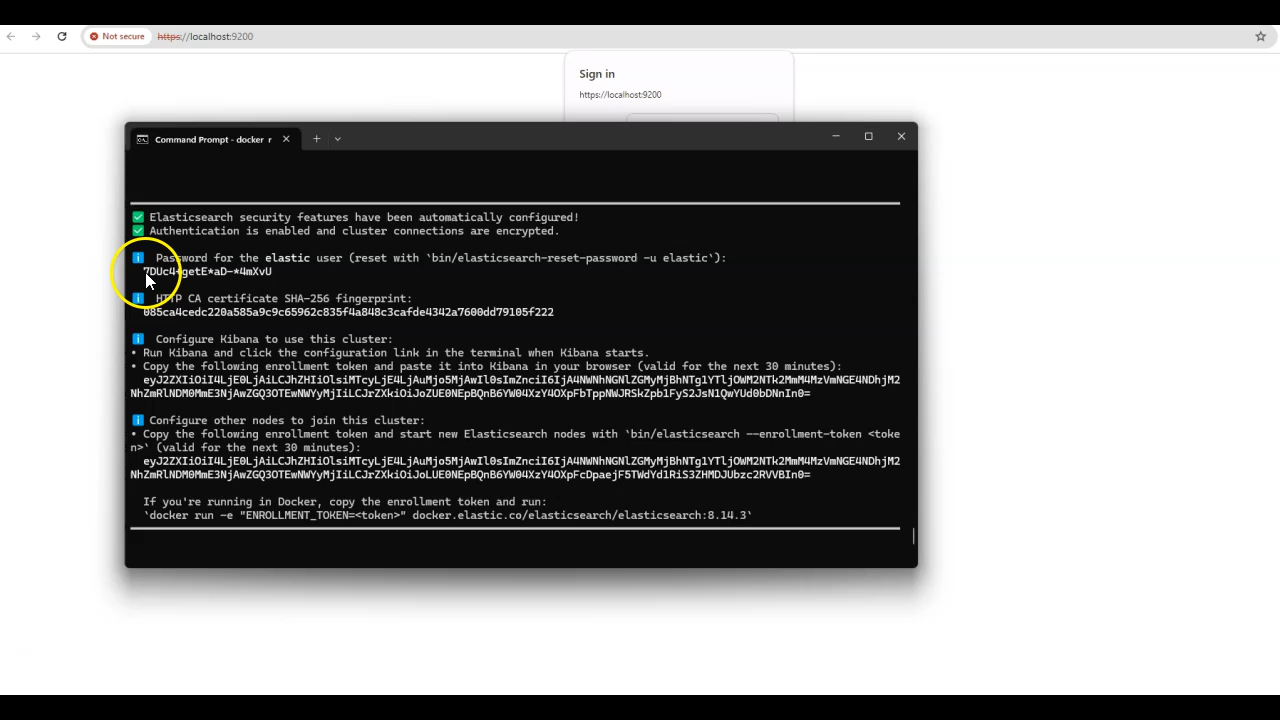 Not secure https://localhost:9200
Sign in
https://localhost:9200
Command Prompt - docker r
Elasticsearch security features have been automatically configured!
Authentication is enabled and cluster connections are encrypted.
Password for the elastic user (reset with `bin/elasticsearch-reset-password -u elastic`):
HTTP CA certificate SHA-256 fingerprint:
085ca4cedc220a585a9c9c65962c835f4a848c3cafde4342a7600dd79105f222
Configure Kibana to use this cluster:
• Run Kibana and click the configuration link in the terminal when Kibana starts.
• Copy the following enrollment token and paste it into Kibana in your browser (valid for the next 30 minutes):
Configure other nodes to join this cluster:
• Copy the following enrollment token and start new Elasticsearch nodes with `bin/elasticsearch --enrollment-token <toke
n>` (valid for the next 30 minutes):
If you're running in Docker, copy the enrollment token and run:
`docker run -e "ENROLLMENT_TOKEN=<token>" docker.elastic.co/elasticsearch/elasticsearch:8.14.3`